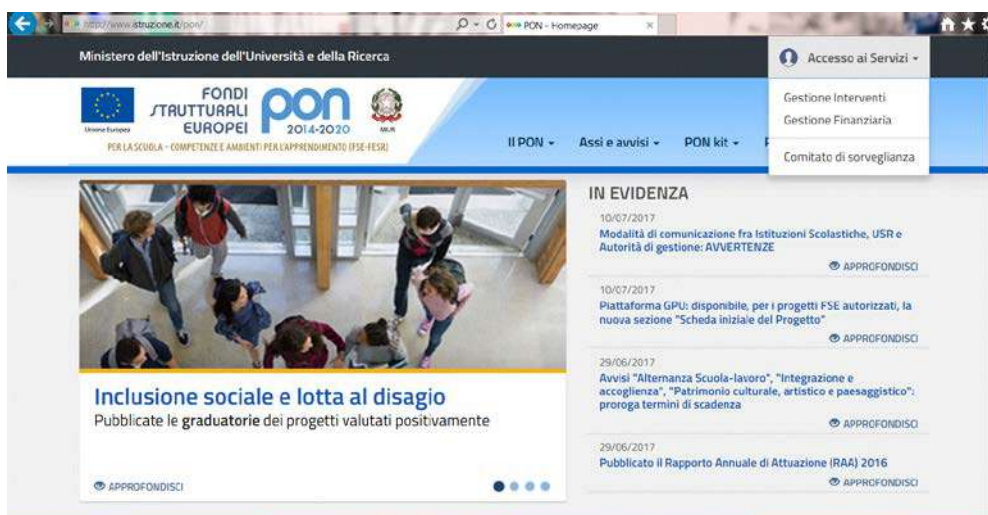 http://www.istruzione.it/pon/
PON - Homepage
Ministero dell'Istruzione dell'Università e della Ricerca
Accesso ai Servizi
Gestione Interventi
Gestione Finanziaria
Comitato di sorveglianza
Unione Europea
FONDI
STRUTTURALI
EUROPEI
pon
2014-2020
MIUR
PER LA SCUOLA - COMPETENZE E AMBIENTI PER L'APPRENDIMENTO (FSE-FESR)
Il PON
Assi e avvisi
PON kit
IN EVIDENZA
10/07/2017
Modalità di comunicazione fra Istituzioni Scolastiche, USR e
Autorità di gestione: AVVERTENZE
APPROFONDISCI
10/07/2017
Piattaforma GPU: disponibile, per i progetti FSE autorizzati, la
nuova sezione "Scheda iniziale del Progetto"
APPROFONDISCI
29/06/2017
Avvisi "Alternanza Scuola-lavoro", "Integrazione e
accoglienza", "Patrimonio culturale, artistico e paesaggistico":
proroga termini di scadenza
APPROFONDISCI
29/06/2017
Pubblicato il Rapporto Annuale di Attuazione (RAA) 2016
APPROFONDISCI
Inclusione sociale e lotta al disagio
Pubblicate le graduatorie dei progetti valutati positivamente
APPROFONDISCI